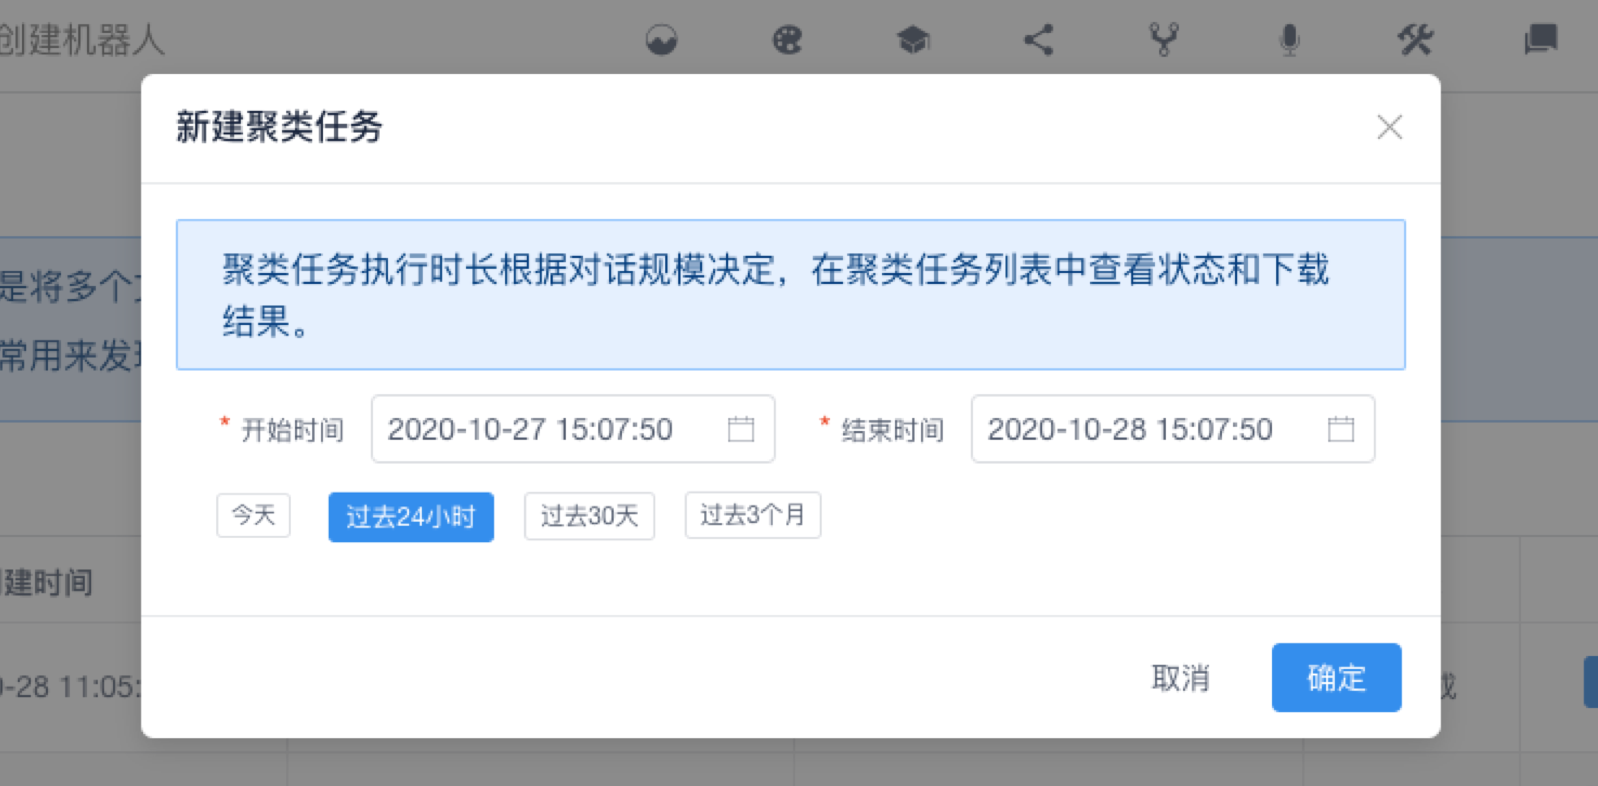 创建机器人
新建聚类任务
聚类任务执行时长根据对话规模决定，在聚类任务列表中查看状态和下载
结果。
是将多个
常用来发现
* 开始时间 2020-10-27 15:07:50 * 结束时间 2020-10-28 15:07:50
今天 过去24小时 过去30天 过去3个月
建时间
-28 11:05:
取消 确定